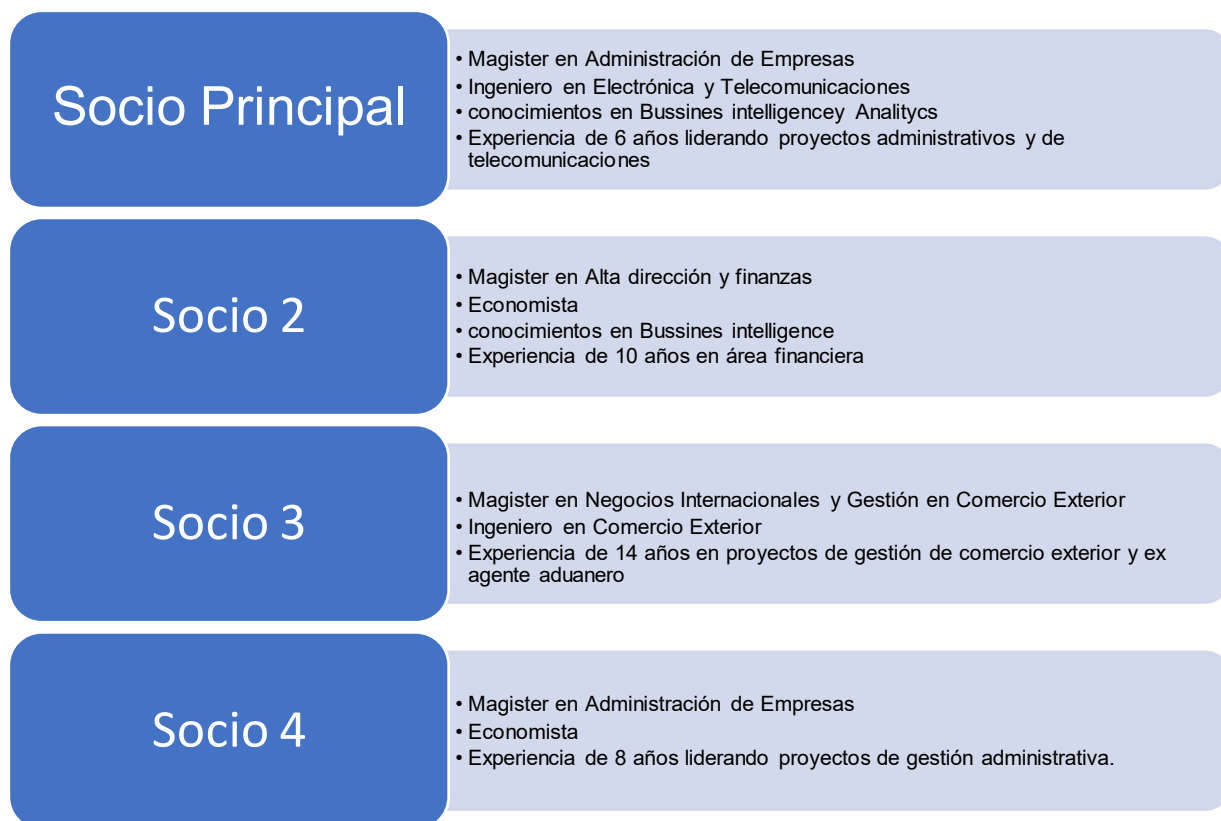 Socio Principal
• Magister en Administración de Empresas
• Ingeniero en Electrónica y Telecomunicaciones
• conocimientos en Bussines intelligencey Analitycs
• Experiencia de 6 años liderando proyectos administrativos y de
telecomunicaciones
Socio 2
• Magister en Alta dirección y finanzas
• Economista
• conocimientos en Bussines intelligence
• Experiencia de 10 años en área financiera
Socio 3
• Magister en Negocios Internacionales y Gestión en Comercio Exterior
• Ingeniero en Comercio Exterior
• Experiencia de 14 años en proyectos de gestión de comercio exterior y ex
agente aduanero
Socio 4
• Magister en Administración de Empresas
• Economista
• Experiencia de 8 años liderando proyectos de gestión administrativa.